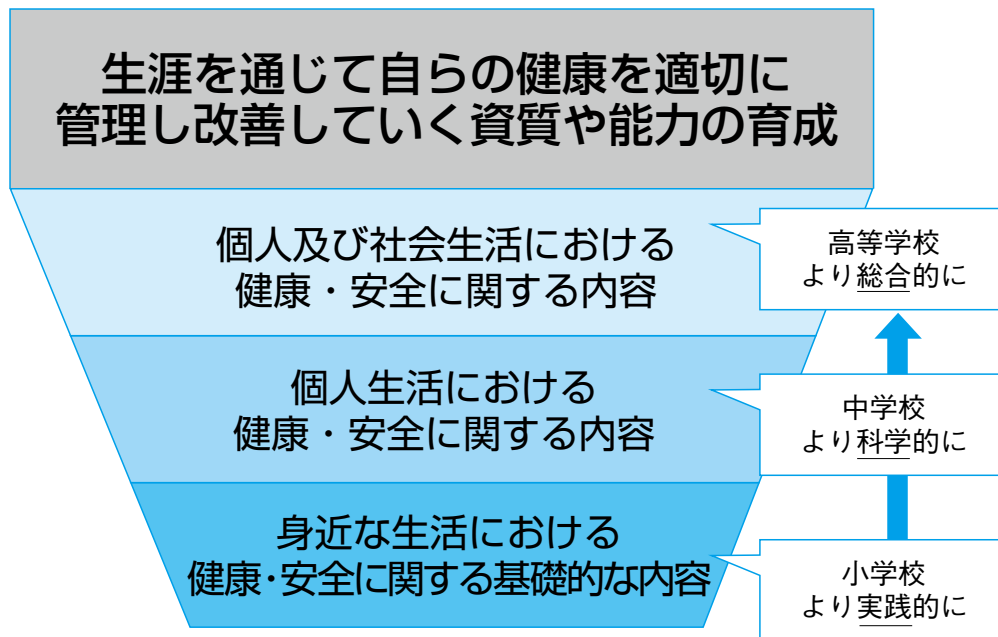 生涯を通じて自らの健康を適切に
管理し改善していく資質や能力の育成
個人及び社会生活における
健康・安全に関する内容
高等学校
より総合的に
個人生活における
健康・安全に関する内容
中学校
より科学的に
身近な生活における
健康・安全に関する基礎的な内容
小学校
より実践的に